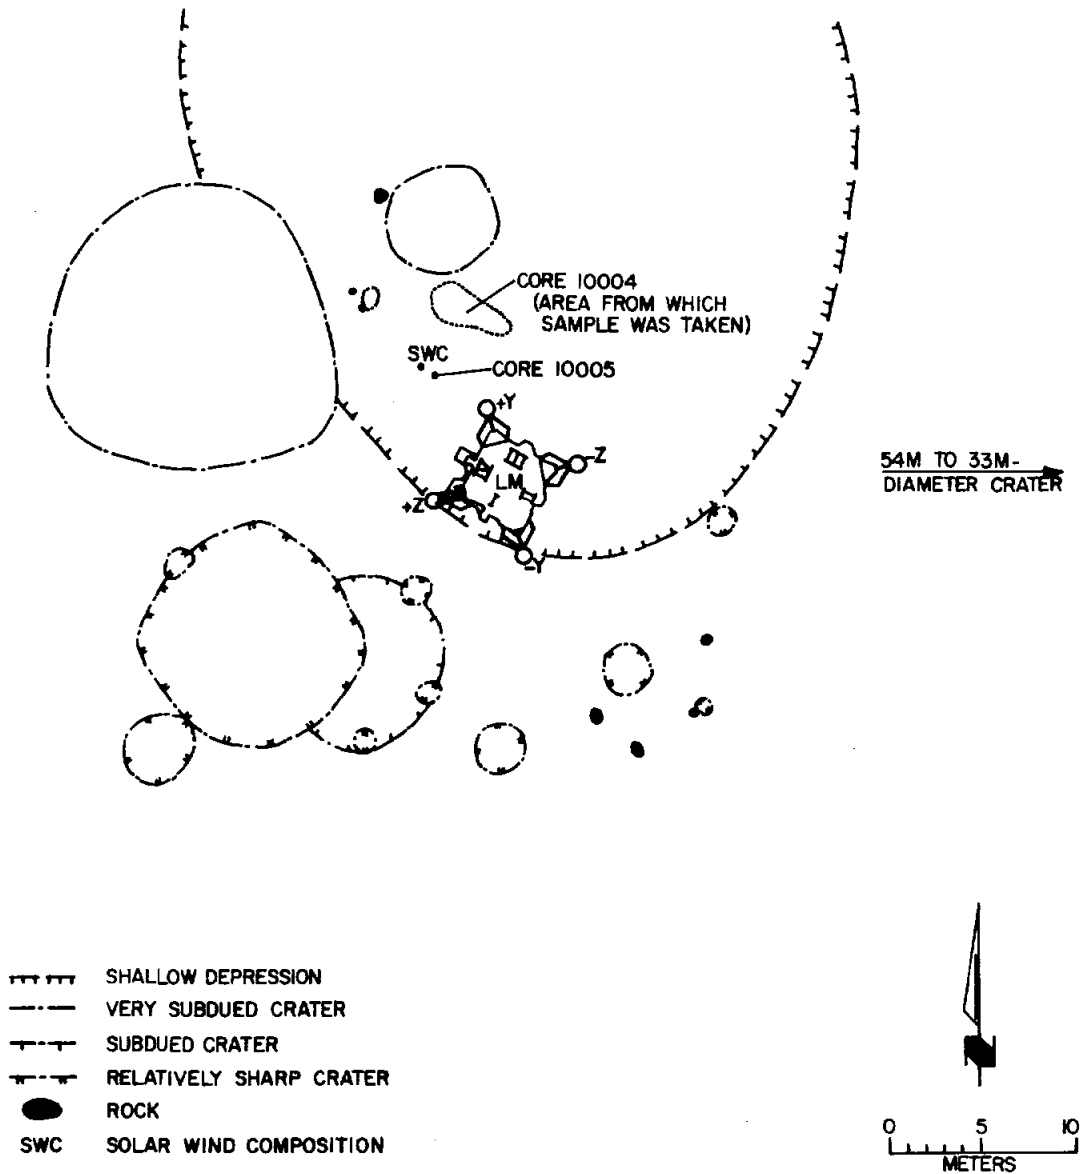 CORE 10004
(AREA FROM WHICH
SAMPLE WAS TAKEN)
SWC
CORE 10005
+Y
-Z
LM
+Z
-Y
54M TO 33M-
DIAMETER CRATER
SHALLOW DEPRESSION
VERY SUBDUED CRATER
SUBDUED CRATER
RELATIVELY SHARP CRATER
ROCK
SWC SOLAR WIND COMPOSITION
N
0 5 10
METERS